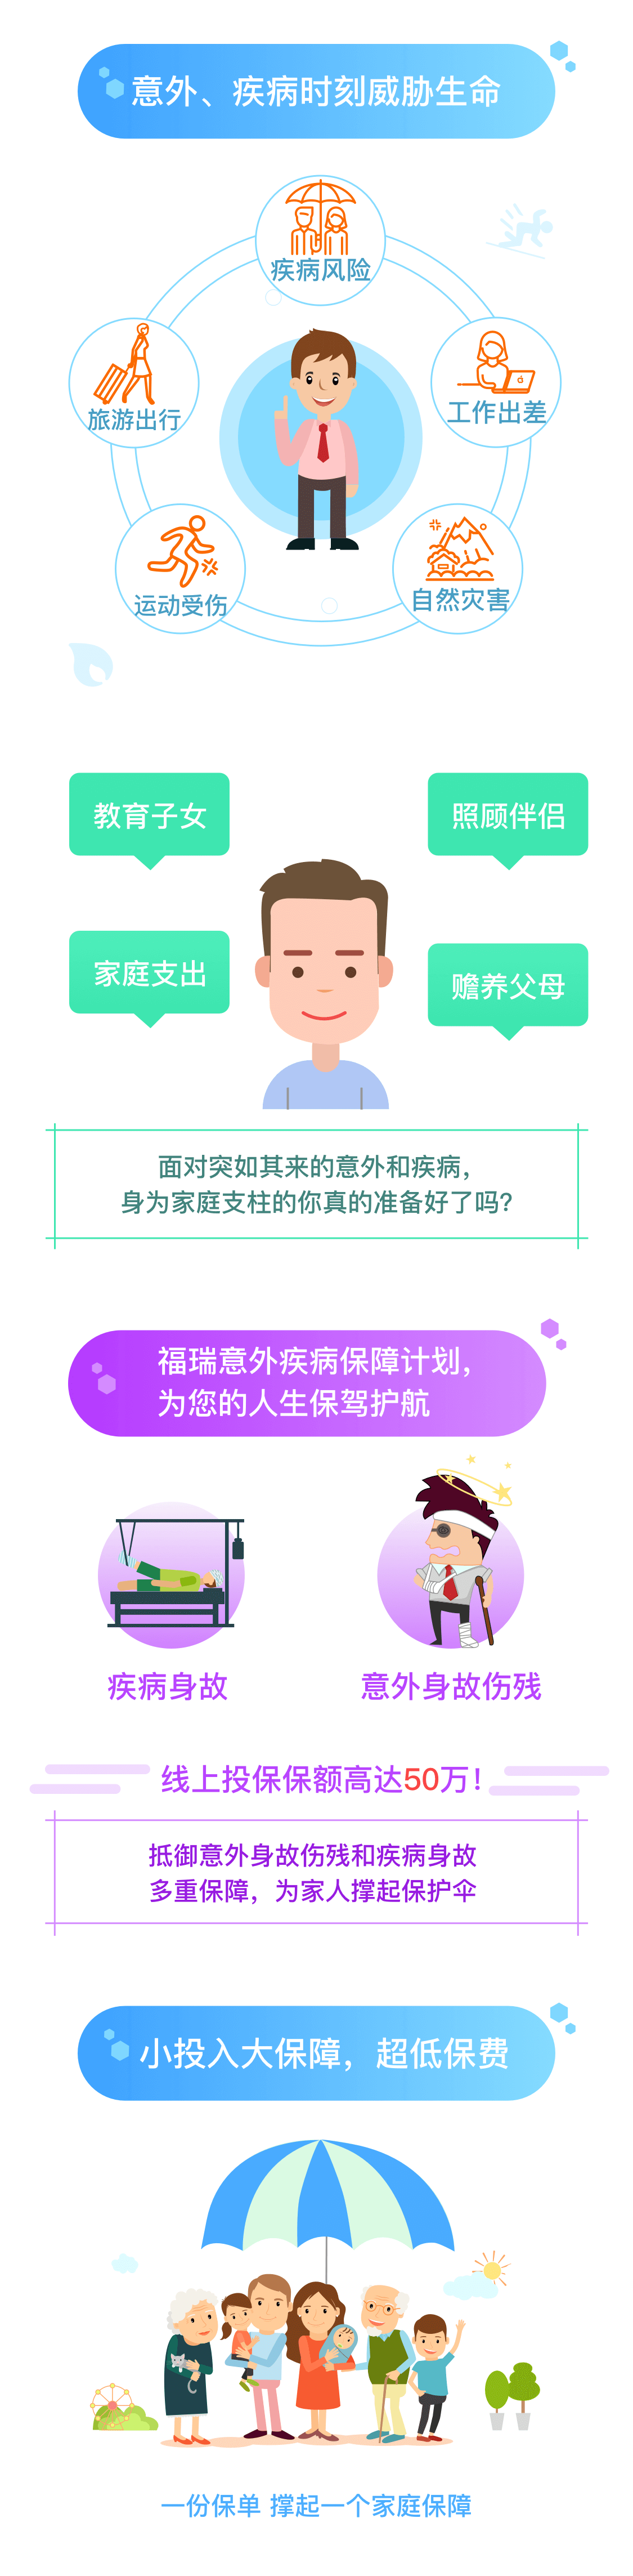 意外、疾病时刻威胁生命
疾病风险
旅游出行
工作出差
运动受伤
自然灾害
教育子女
照顾伴侣
家庭支出
赡养父母
面对突如其来的意外和疾病，
身为家庭支柱的你真的准备好了吗?
福瑞意外疾病保障计划，
为您的人生保驾护航
疾病身故
意外身故伤残
线上投保保额高达50万！
抵御意外身故伤残和疾病身故
多重保障，为家人撑起保护伞
小投入大保障，超低保费
一份保单 撑起一个家庭保障